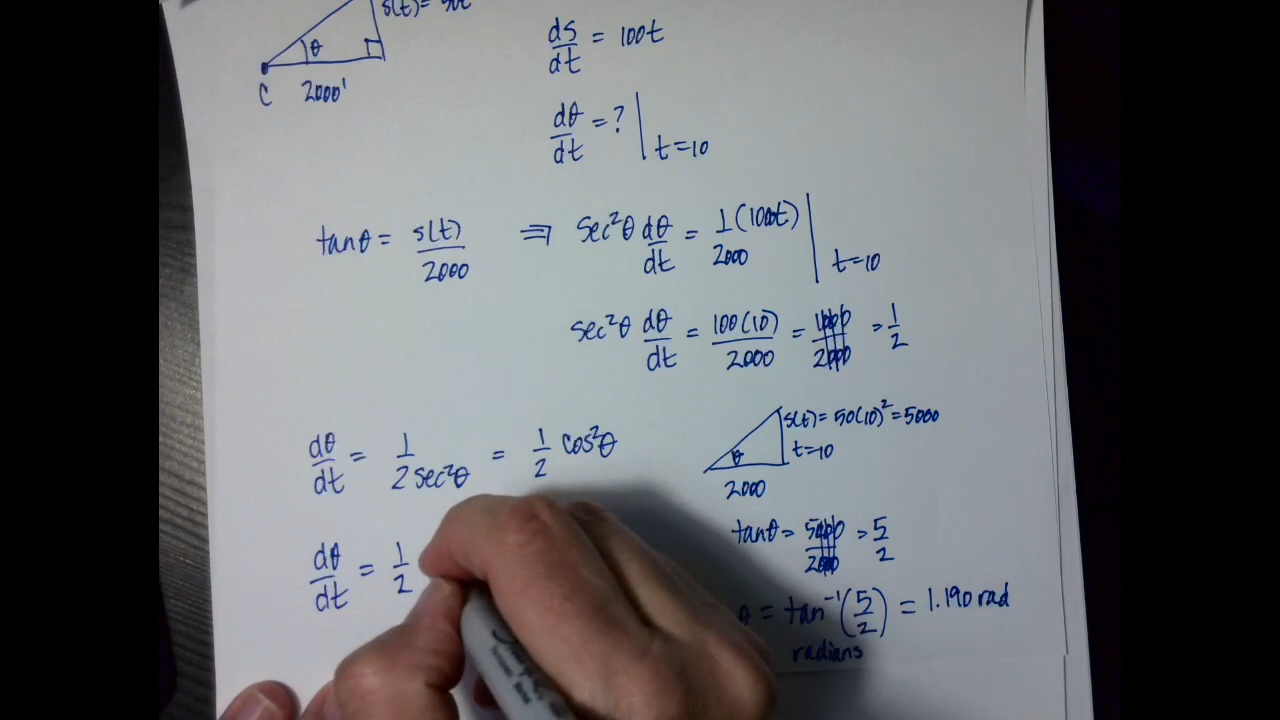 s(t) = 50t
θ
C 2000'
ds/dt = 100t
dθ/dt = ? | t=10
tanθ = s(t)/2000 ⇒ sec²θ dθ/dt = 1(100t)/2000 | t=10
sec²θ dθ/dt = 100(10)/2000 = 1000/2000 = 1/2
dθ/dt = 1/2sec²θ = 1/2 cos²θ
s(t) = 50(10)² = 5000
θ t=10
2000
tanθ = 5000/2000 = 5/2
dθ/dt = 1/2
= tan⁻¹(5/2) = 1.190 rad
radians